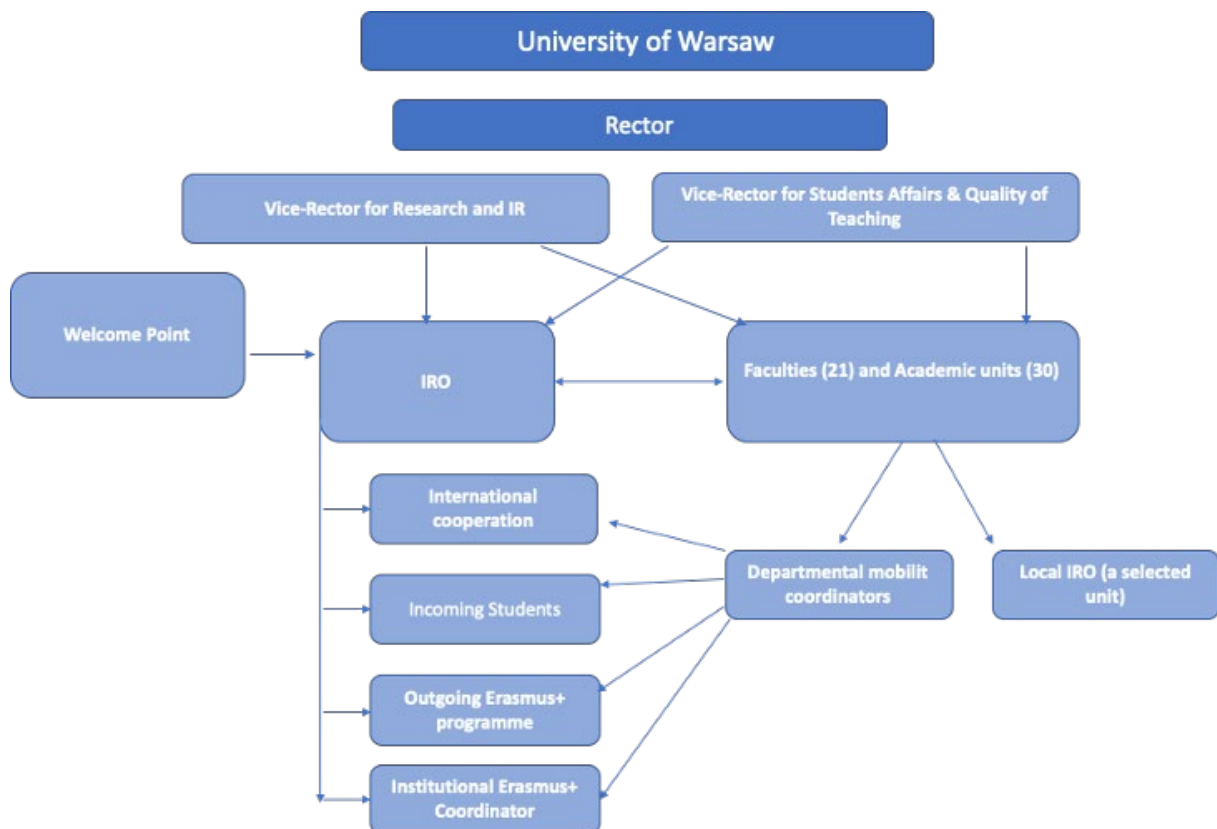 University of Warsaw
Rector
Vice-Rector for Research and IR
Vice-Rector for Students Affairs & Quality of
Teaching
Welcome Point
IRO
Faculties (21) and Academic units (30)
International
cooperation
Departmental mobilit
coordinators
Local IRO (a selected
unit)
Incoming Students
Outgoing Erasmus+
programme
Institutional Erasmus+
Coordinator